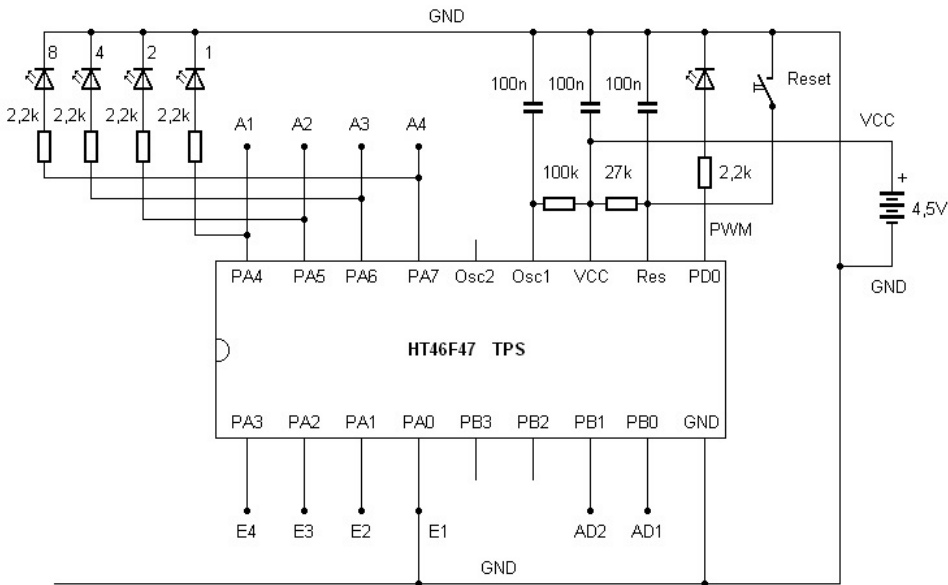 GND
8 4 2 1
100n 100n 100n
Reset
2,2k 2,2k 2,2k 2,2k
A1 A2 A3 A4
VCC
100k 27k 2,2k
+
4,5V
PWM
PA4 PA5 PA6 PA7 Osc2 Osc1 VCC Res PD0
GND
HT46F47 TPS
PA3 PA2 PA1 PA0 PB3 PB2 PB1 PB0 GND
E4 E3 E2 E1 AD2 AD1
GND